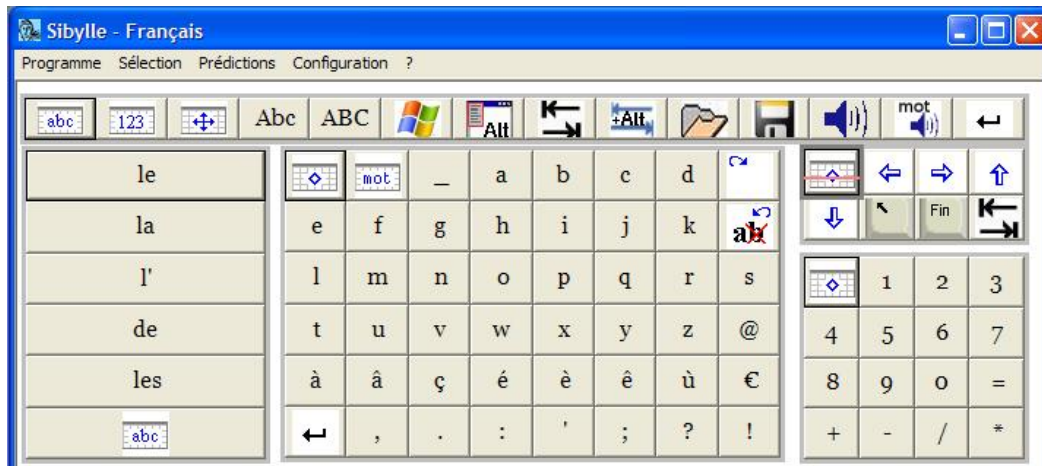 Sibylle - Français
Programme Sélection Prédictions Configuration ?
abc 123 Abc ABC Alt +Alt mot
le
la
l'
de
les
abc
mot _ a b c d
e f g h i j k ab
l m n o p q r s
t u v w x y z @
à â ç é è ê ù €
, . : ' ; ? !
Fin
1 2 3
4 5 6 7
8 9 0 =
+ - / *